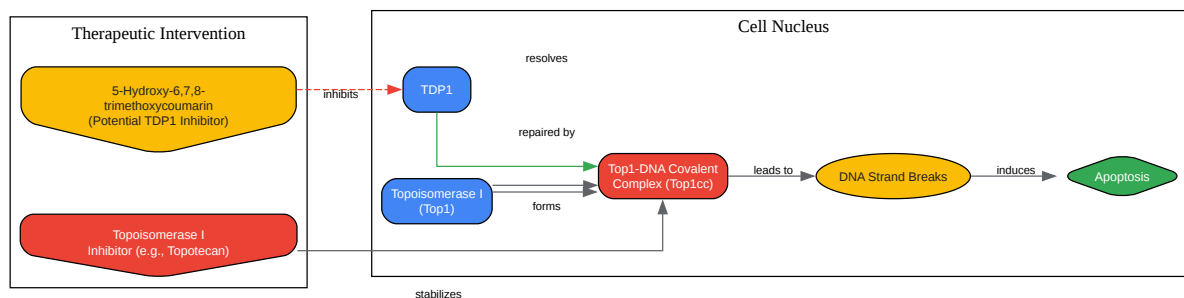 Therapeutic Intervention
5-Hydroxy-6,7,8-
trimethoxycoumarin
(Potential TDP1 Inhibitor)
Topoisomerase I
Inhibitor (e.g., Topotecan)
inhibits
stabilizes
Cell Nucleus
resolves
TDP1
repaired by
Topoisomerase I
(Top1)
forms
Top1-DNA Covalent
Complex (Top1cc)
leads to
DNA Strand Breaks
induces
Apoptosis